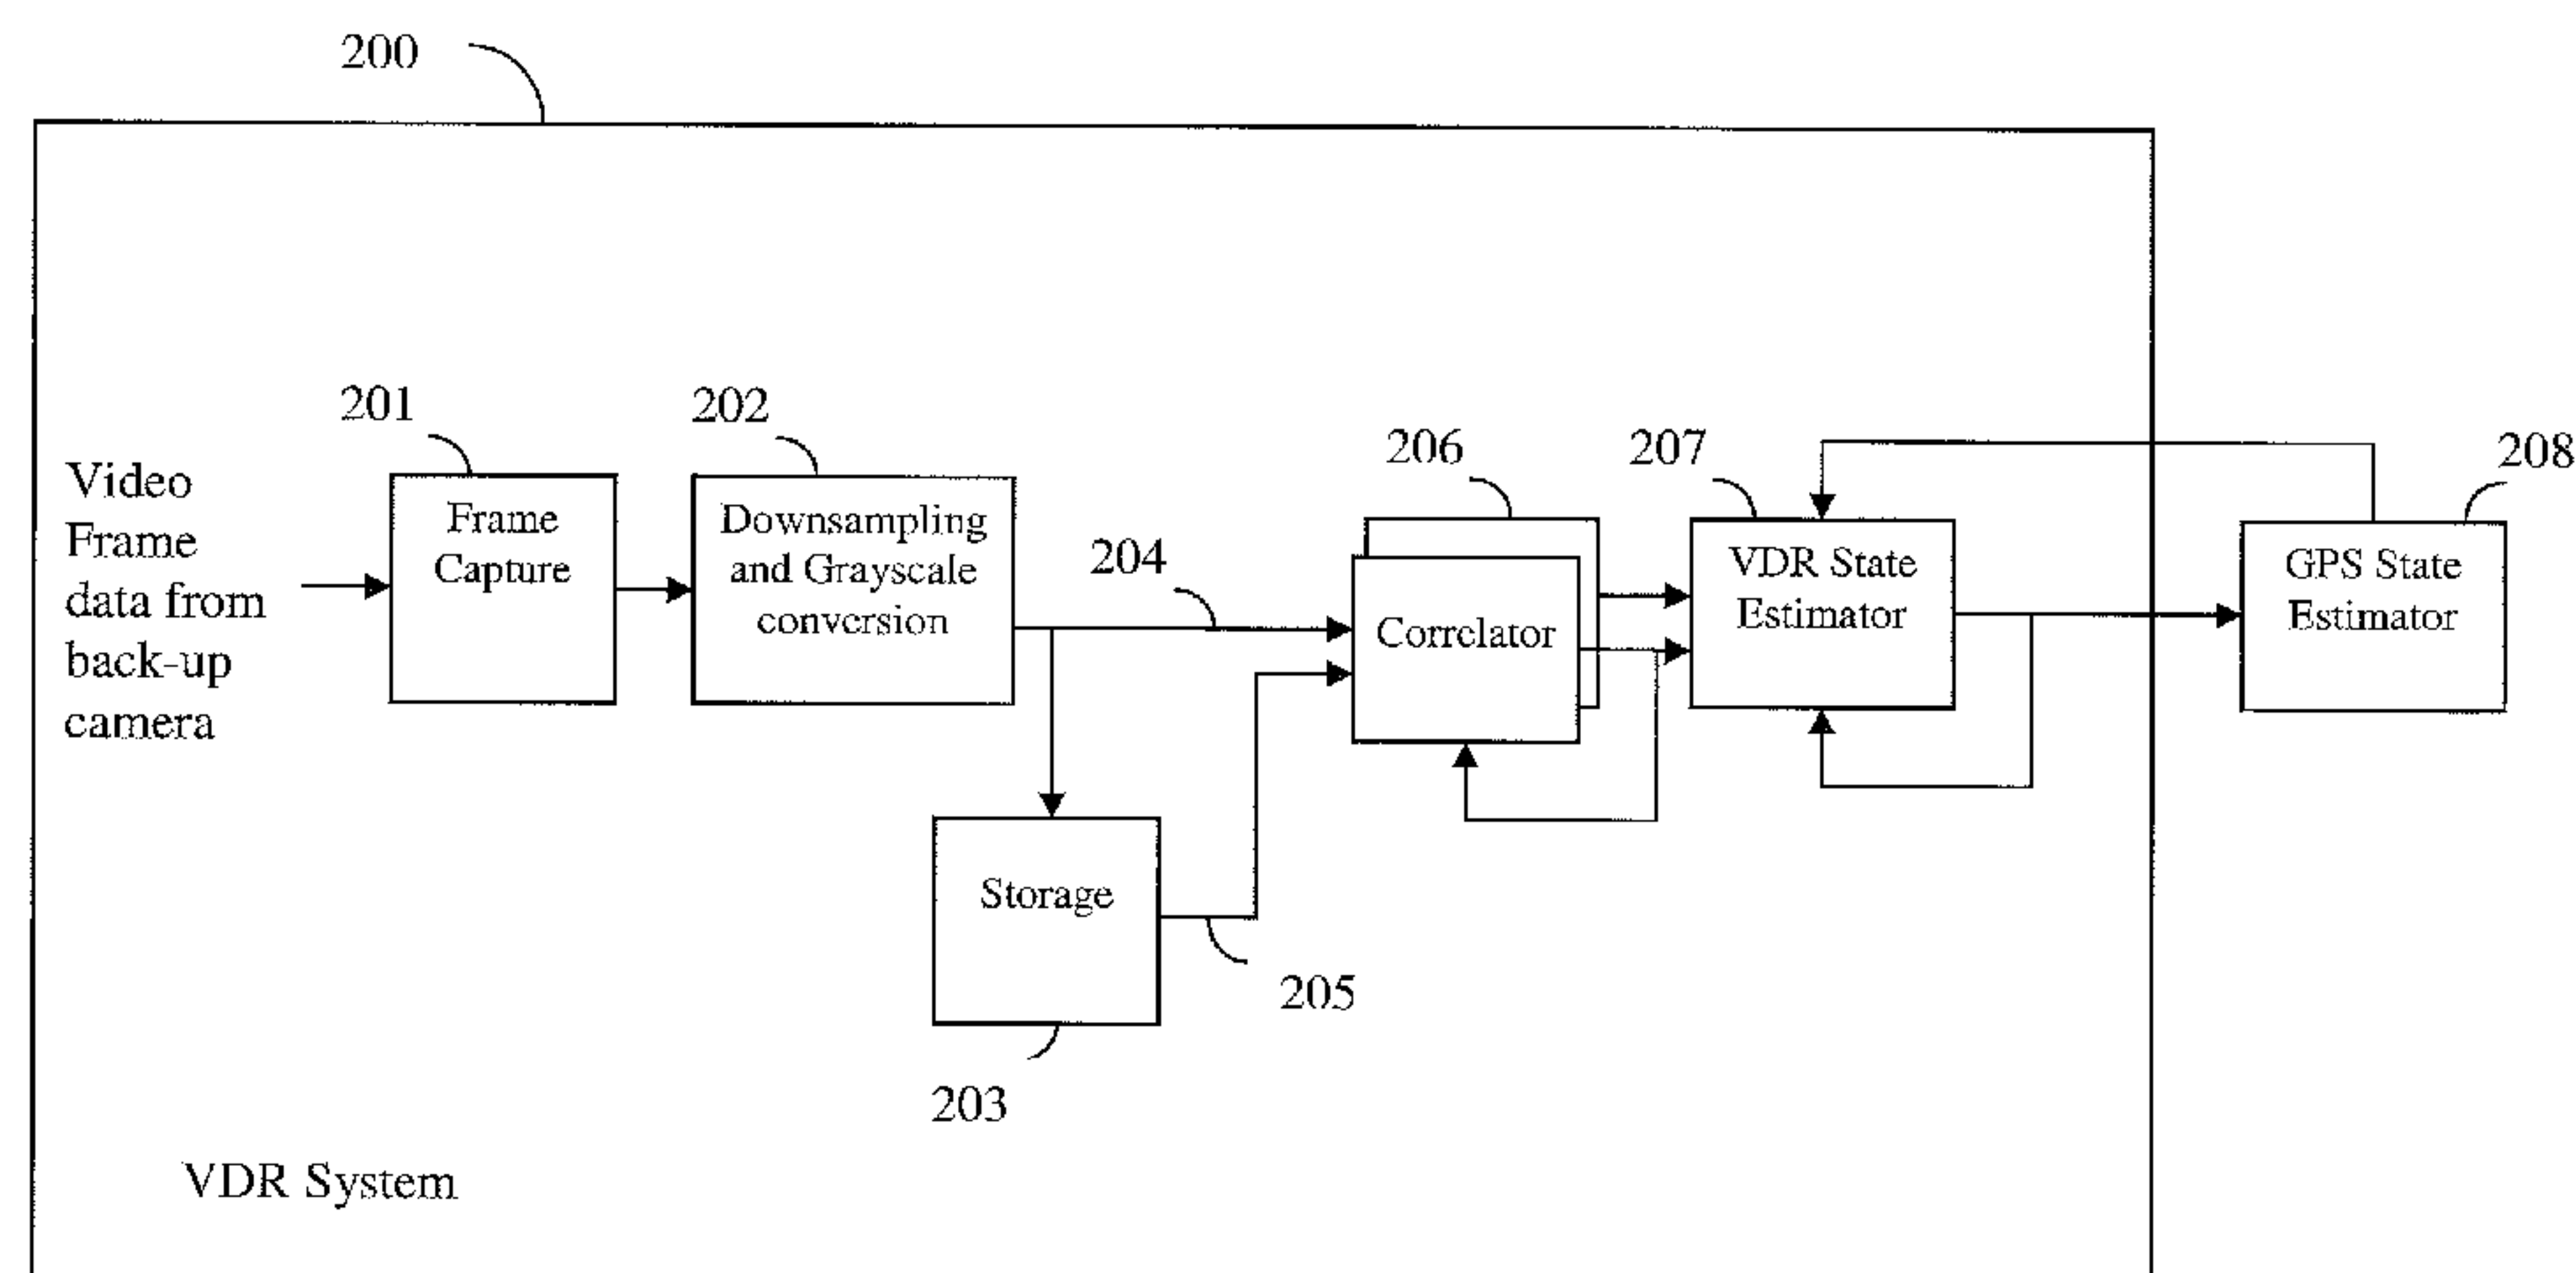 200
201
202
Video
Frame
data from
back-up
camera
Frame
Capture
Downsampling
and Grayscale
conversion
204
206
207
208
Correlator
VDR State
Estimator
GPS State
Estimator
Storage
205
203
VDR System